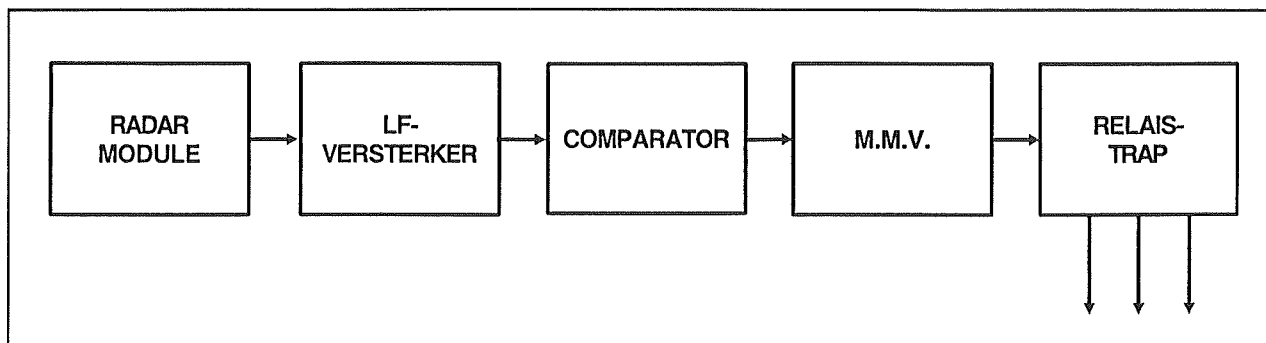 RADAR
MODULE
LF-
VERSTERKER
COMPARATOR
M.M.V.
RELAIS-
TRAP